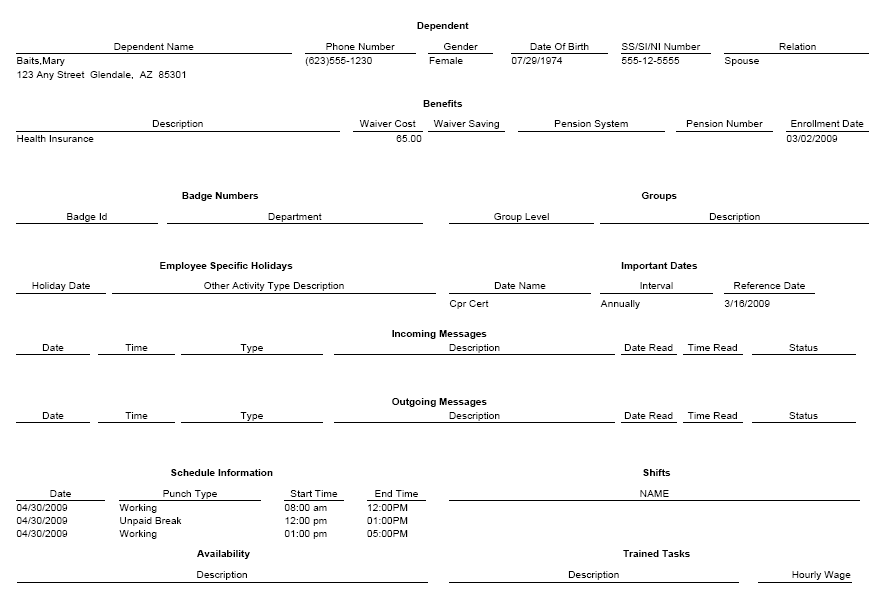 Dependent
Dependent Name Phone Number Gender Date Of Birth SS/SI/NI Number Relation
Baits,Mary (623)555-1230 Female 07/29/1974 555-12-5555 Spouse
123 Any Street Glendale, AZ 85301
Benefits
Description Waiver Cost Waiver Saving Pension System Pension Number Enrollment Date
Health Insurance 65.00 03/02/2009
Badge Numbers Groups
Badge Id Department Group Level Description
Employee Specific Holidays Important Dates
Holiday Date Other Activity Type Description Date Name Interval Reference Date
Cpr Cert Annually 3/16/2009
Incoming Messages
Date Time Type Description Date Read Time Read Status
Outgoing Messages
Date Time Type Description Date Read Time Read Status
Schedule Information Shifts
Date Punch Type Start Time End Time NAME
04/30/2009 Working 08:00 am 12:00PM
04/30/2009 Unpaid Break 12:00 pm 01:00PM
04/30/2009 Working 01:00 pm 05:00PM
Availability Trained Tasks
Description Description Hourly Wage